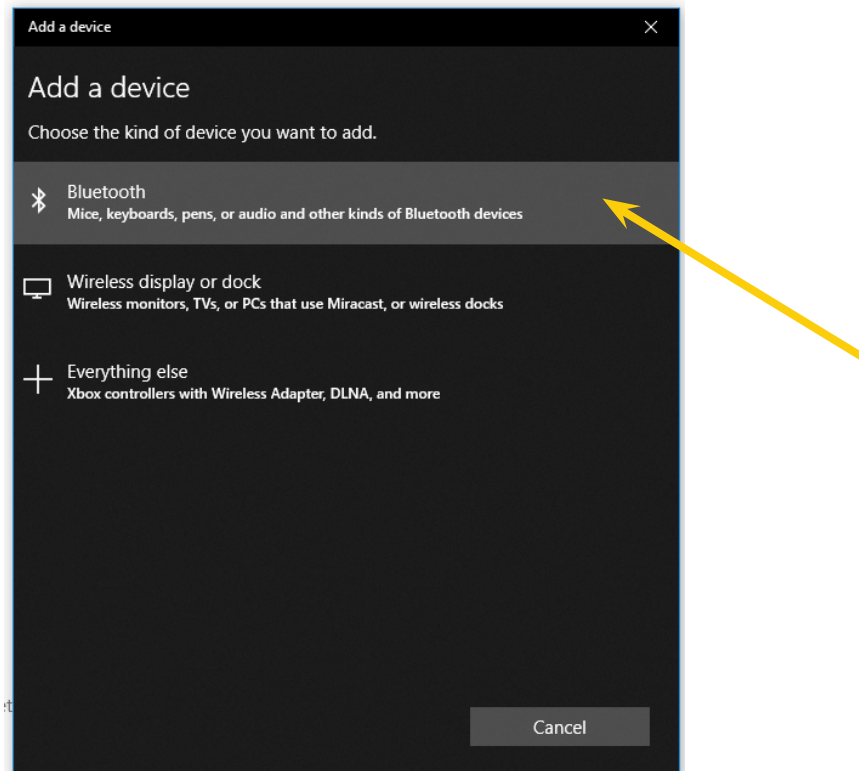 Add a device
Add a device
Choose the kind of device you want to add.
Bluetooth
Mice, keyboards, pens, or audio and other kinds of Bluetooth devices
Wireless display or dock
Wireless monitors, TVs, or PCs that use Miracast, or wireless docks
Everything else
Xbox controllers with Wireless Adapter, DLNA, and more
Cancel